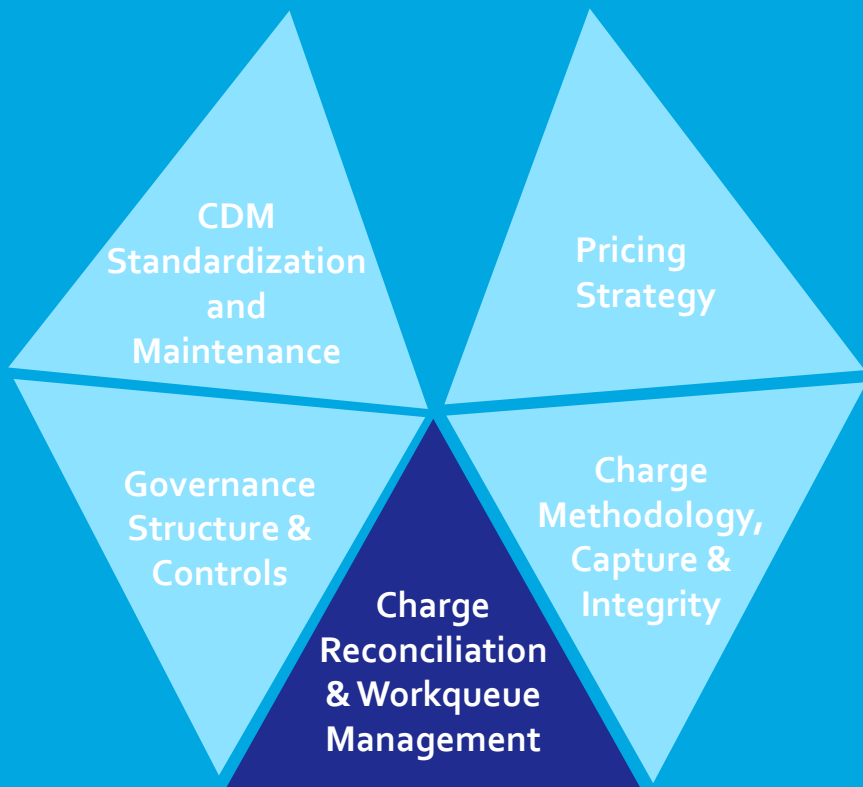 CDM
Standardization
and
Maintenance
Pricing
Strategy
Governance
Structure &
Controls
Charge
Methodology,
Capture &
Integrity
Charge
Reconciliation
& Workqueue
Management